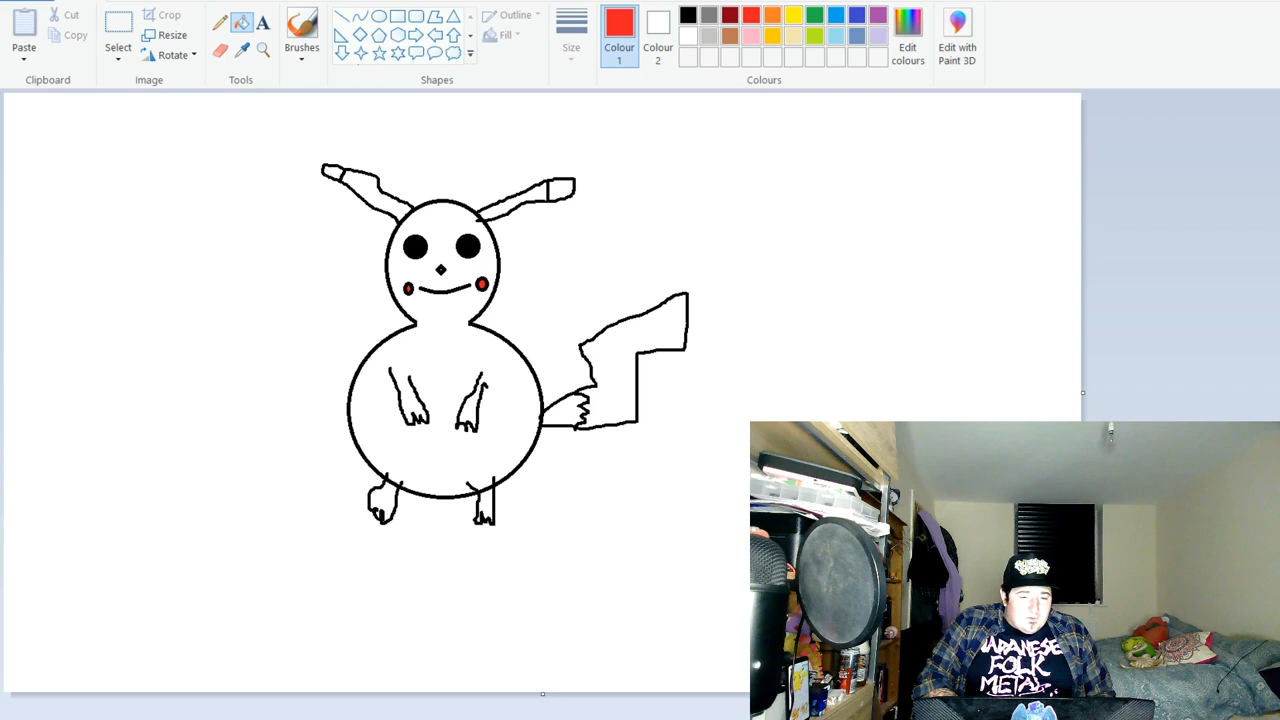 Paste
Cut
Copy
Clipboard
Select
Crop
Resize
Rotate
Image
A
Tools
Brushes
Shapes
Outline
Fill
Size
Colour
1
Colour
2
Colours
Edit
colours
Edit with
Paint 3D
JAPANESE
FOLK
METAL